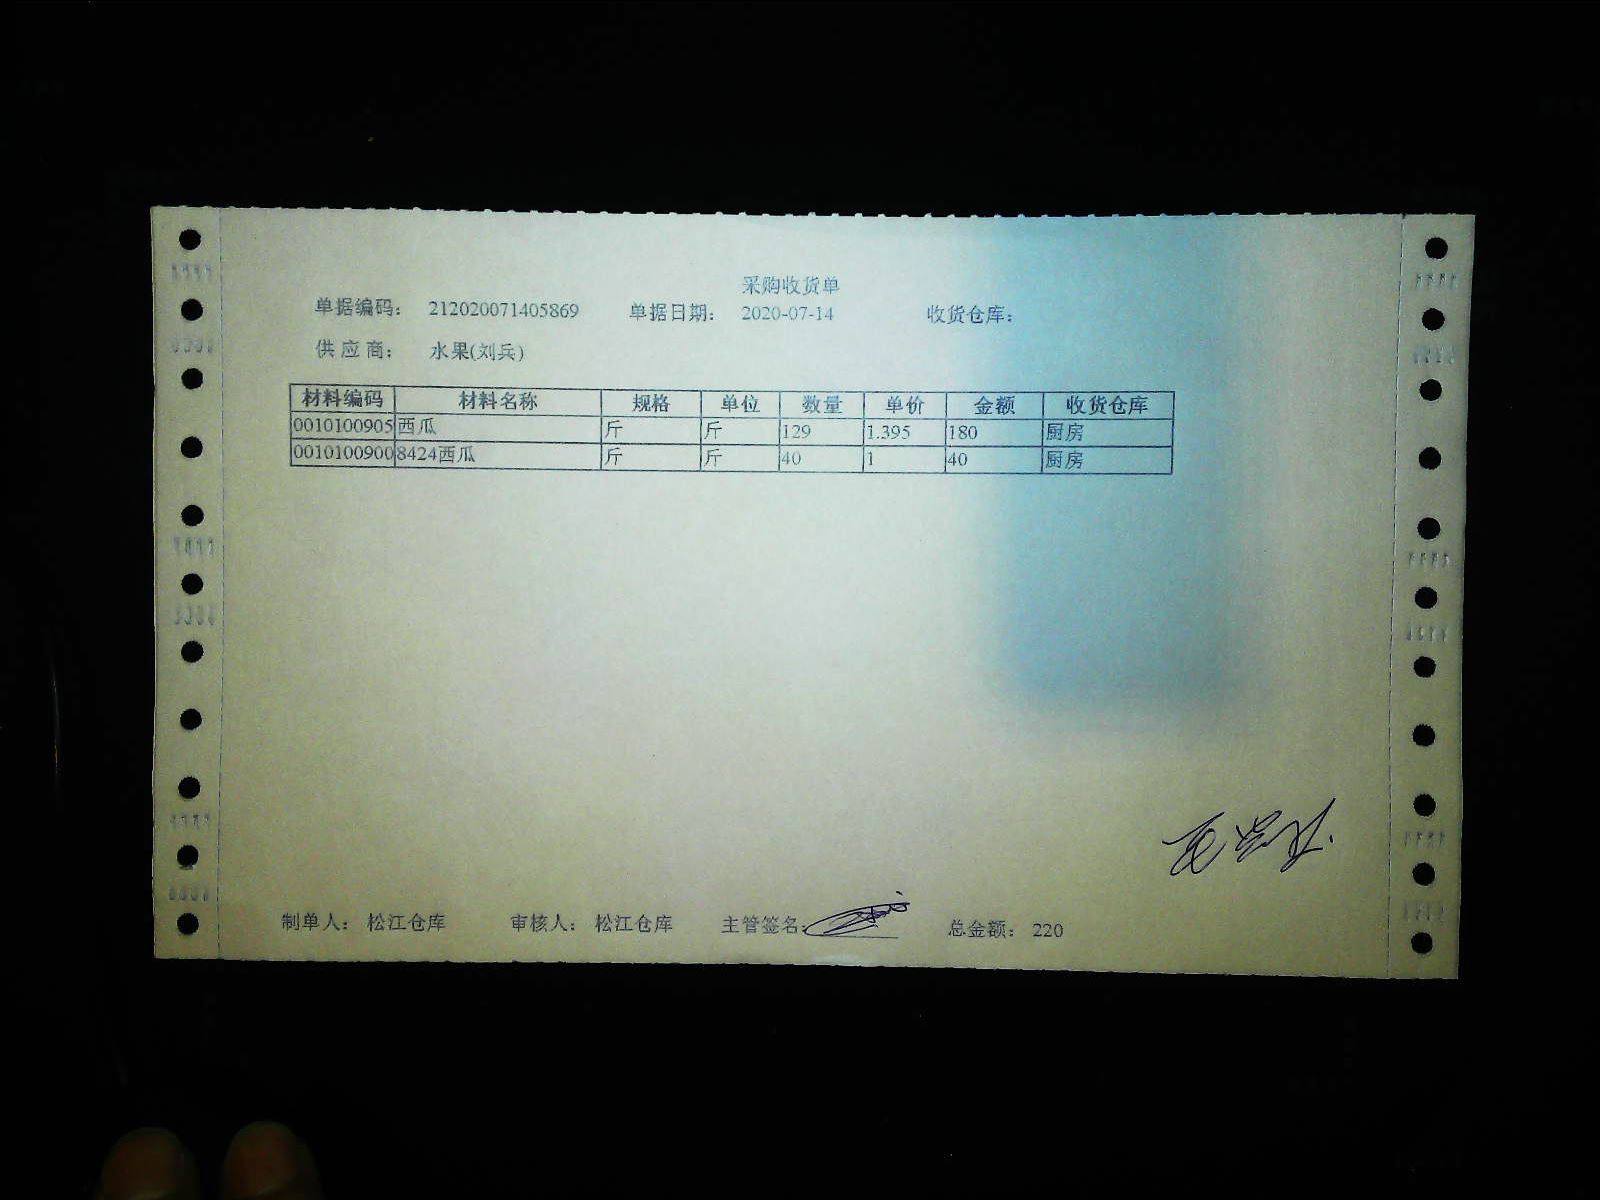 采购收货单
单据编码： 212020071405869 单据日期： 2020-07-14 收货仓库：
供 应 商： 水果(刘兵)
材料编码 材料名称 规格 单位 数量 单价 金额 收货仓库
0010100905 西瓜 斤 斤 129 1.395 180 厨房
0010100900 8424西瓜 斤 斤 40 1 40 厨房
制单人： 松江仓库 审核人： 松江仓库 主管签名: 总金额： 220